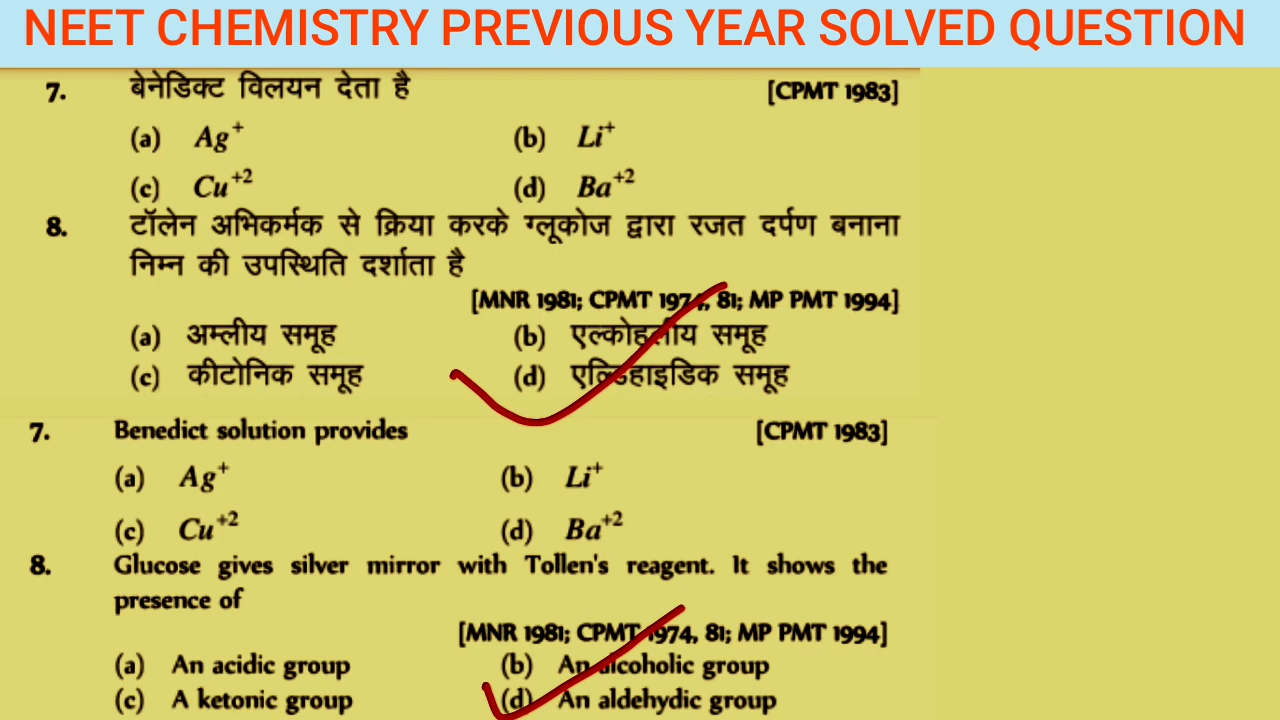 NEET CHEMISTRY PREVIOUS YEAR SOLVED QUESTION
7. बेनेडिक्ट विलयन देता है [CPMT 1983]
(a) Ag+ (b) Li+
(c) Cu+2 (d) Ba+2
8. टॉलेन अभिकर्मक से क्रिया करके ग्लूकोज द्वारा रजत दर्पण बनाना
निम्न की उपस्थिति दर्शाता है
[MNR 1981; CPMT 1974, 81; MP PMT 1994]
(a) अम्लीय समूह (b) एल्कोहलीय समूह
(c) कीटोनिक समूह (d) एल्डिहाइडिक समूह
7. Benedict solution provides [CPMT 1983]
(a) Ag+ (b) Li+
(c) Cu+2 (d) Ba+2
8. Glucose gives silver mirror with Tollen's reagent. It shows the
presence of
[MNR 1981; CPMT 1974, 81; MP PMT 1994]
(a) An acidic group (b) An alcoholic group
(c) A ketonic group (d) An aldehydic group